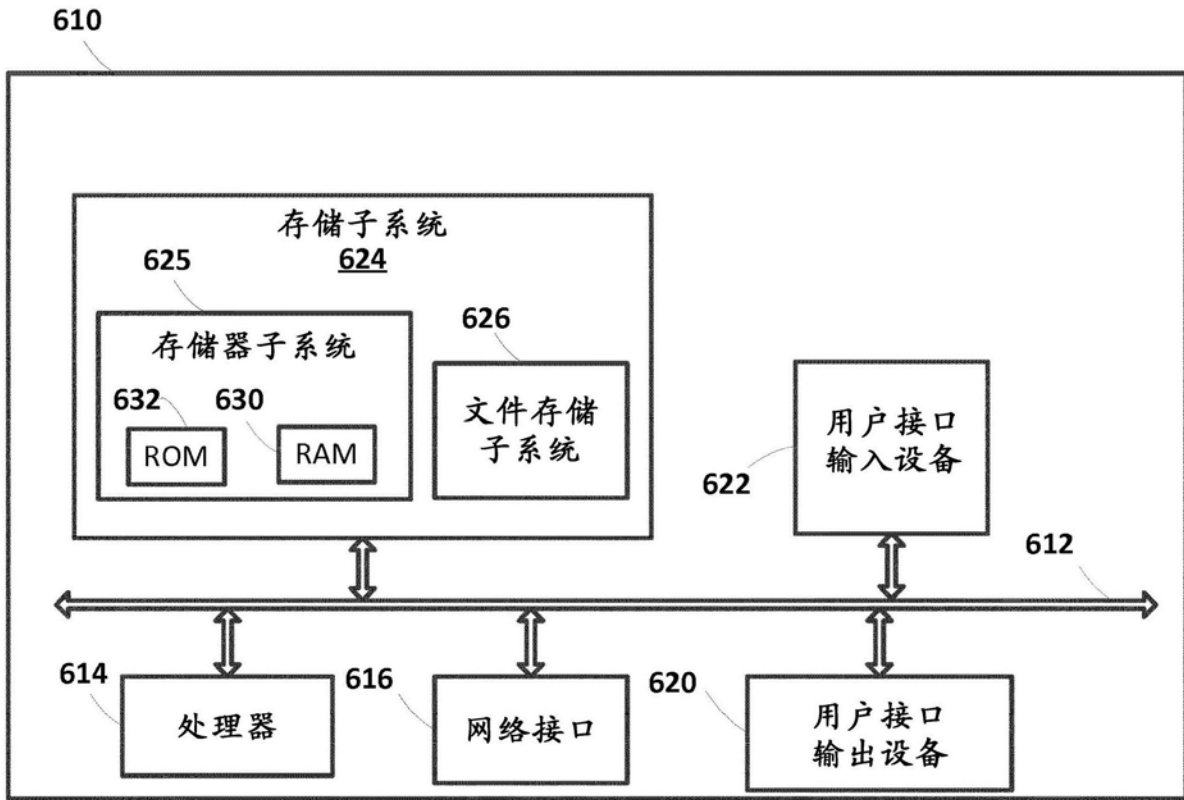 610
存储子系统
624
625
存储器子系统
626
632
630
ROM
RAM
文件存储
子系统
用户接口
输入设备
622
612
614
处理器
616
网络接口
620
用户接口
输出设备